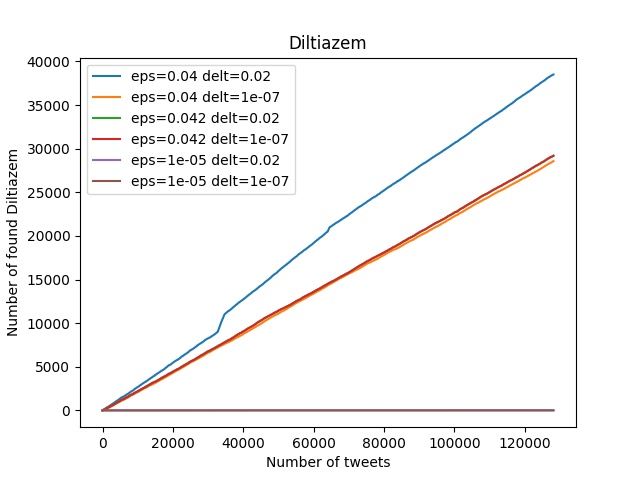 Diltiazem
eps=0.04 delt=0.02
eps=0.04 delt=1e-07
eps=0.042 delt=0.02
eps=0.042 delt=1e-07
eps=1e-05 delt=0.02
eps=1e-05 delt=1e-07
40000
35000
30000
25000
20000
15000
10000
5000
0
Number of found Diltiazem
0 20000 40000 60000 80000 100000 120000
Number of tweets